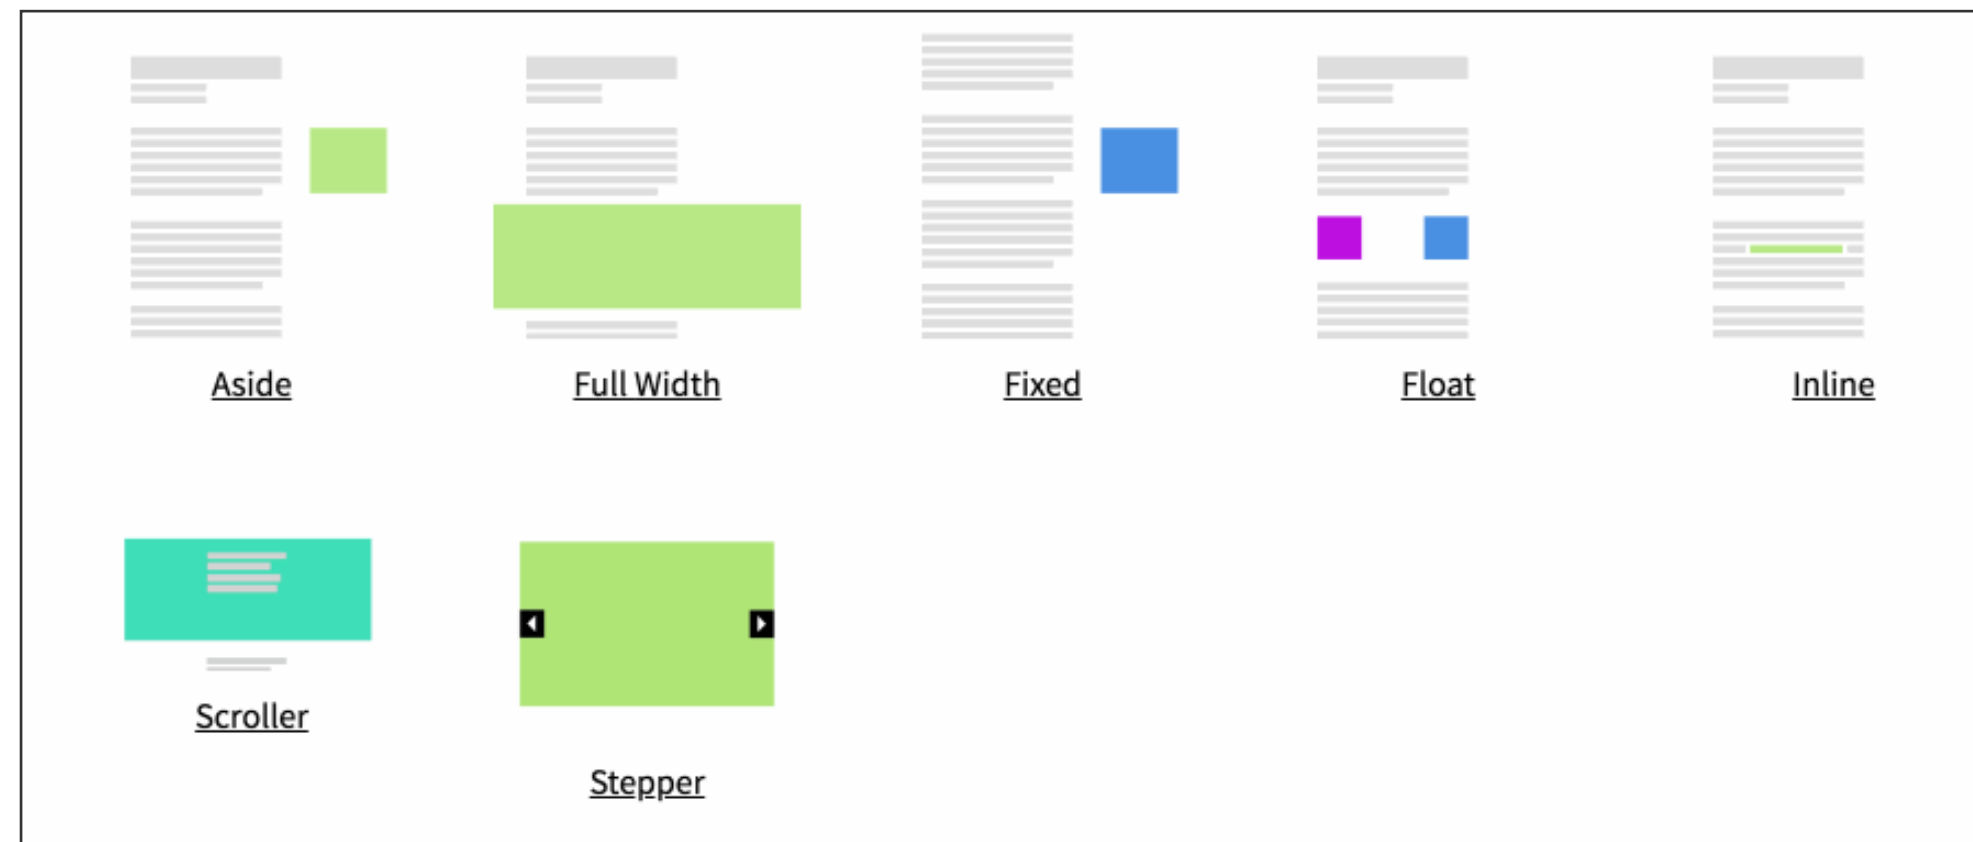 Aside
Full Width
Fixed
Float
Inline
Scroller
Stepper